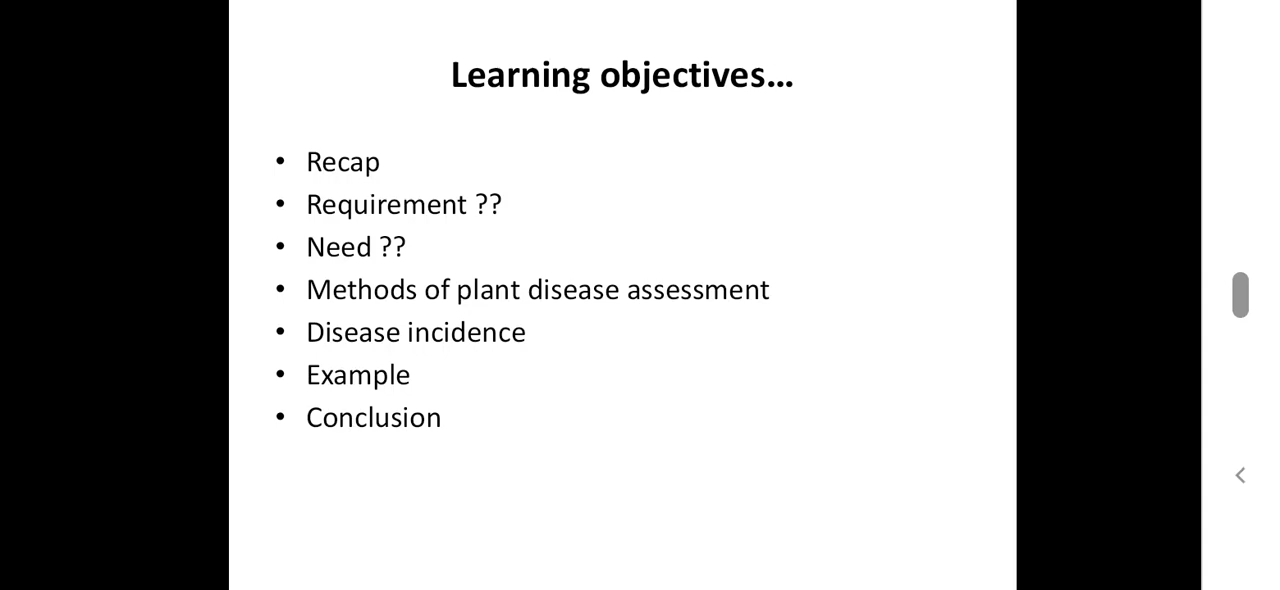 Learning objectives...
• Recap
• Requirement ??
• Need ??
• Methods of plant disease assessment
• Disease incidence
• Example
• Conclusion